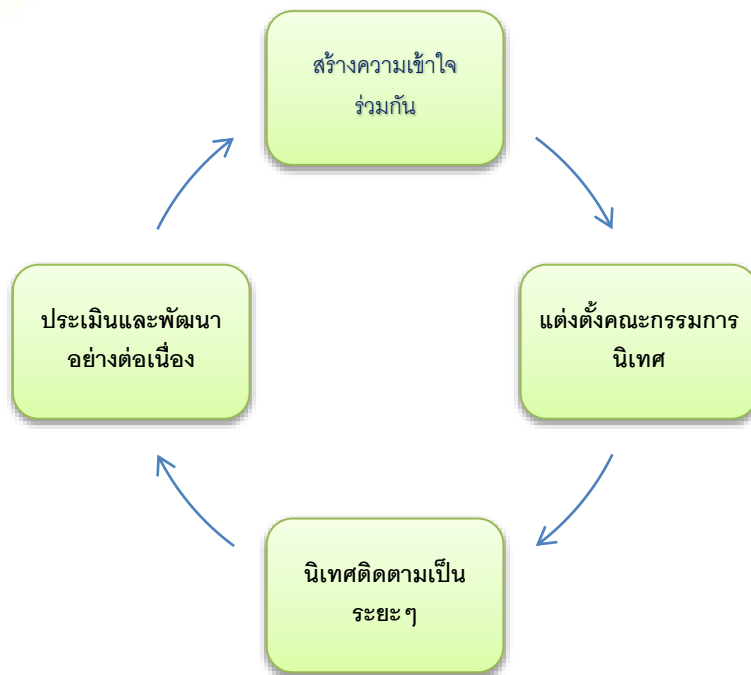 สร้างความเข้าใจ
ร่วมกัน
แต่งตั้งคณะกรรมการ
นิเทศ
นิเทศติดตามเป็น
ระยะๆ
ประเมินและพัฒนา
อย่างต่อเนื่อง